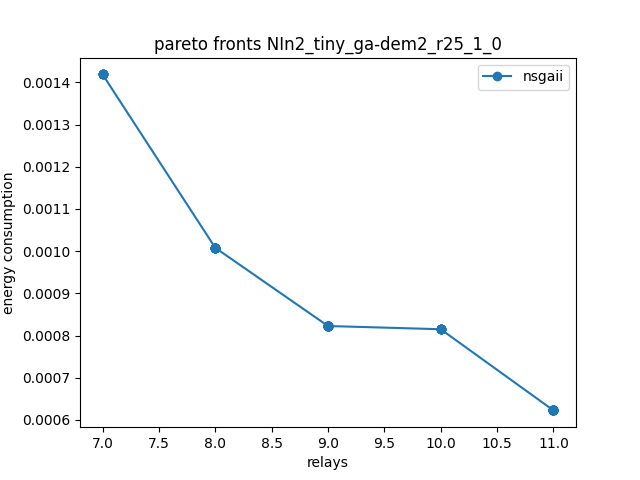 pareto fronts NIn2_tiny_ga-dem2_r25_1_0
nsgaii
energy consumption
0.0014
0.0013
0.0012
0.0011
0.0010
0.0009
0.0008
0.0007
0.0006
7.0 7.5 8.0 8.5 9.0 9.5 10.0 10.5 11.0
relays